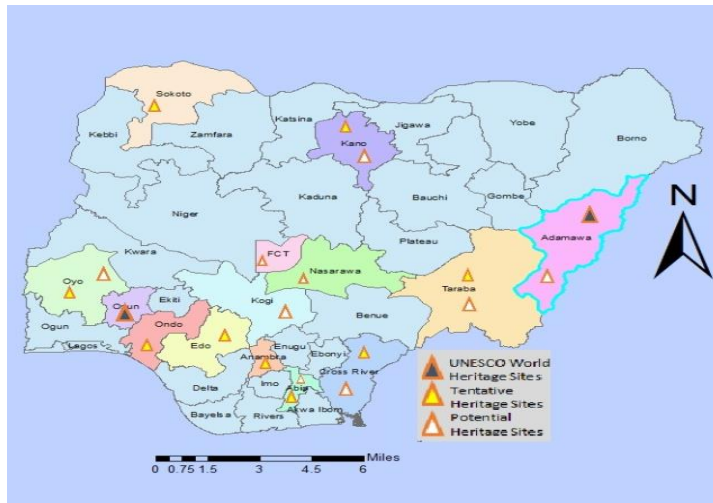 Sokoto
Katsina
Jigawa
Yobe
Borno
Kebbi
Zamfara
Kano
Kaduna
Bauchi
Gombe
Niger
Adamawa
N
Plateau
Kwara
FCT
Nasarawa
Taraba
Oyo
Osun
Ekiti
Kogi
Benue
Ogun
Ondo
Lagos
Edo
Enugu
Anambra
Ebonyi
Cross River
Delta
Imo
Abia
Bayelsa
Rivers
Akwa Ibom
UNESCO World
Heritage Sites
Tentative
Heritage Sites
Potential
Heritage Sites
Miles
0 0.75 1.5 3 4.5 6